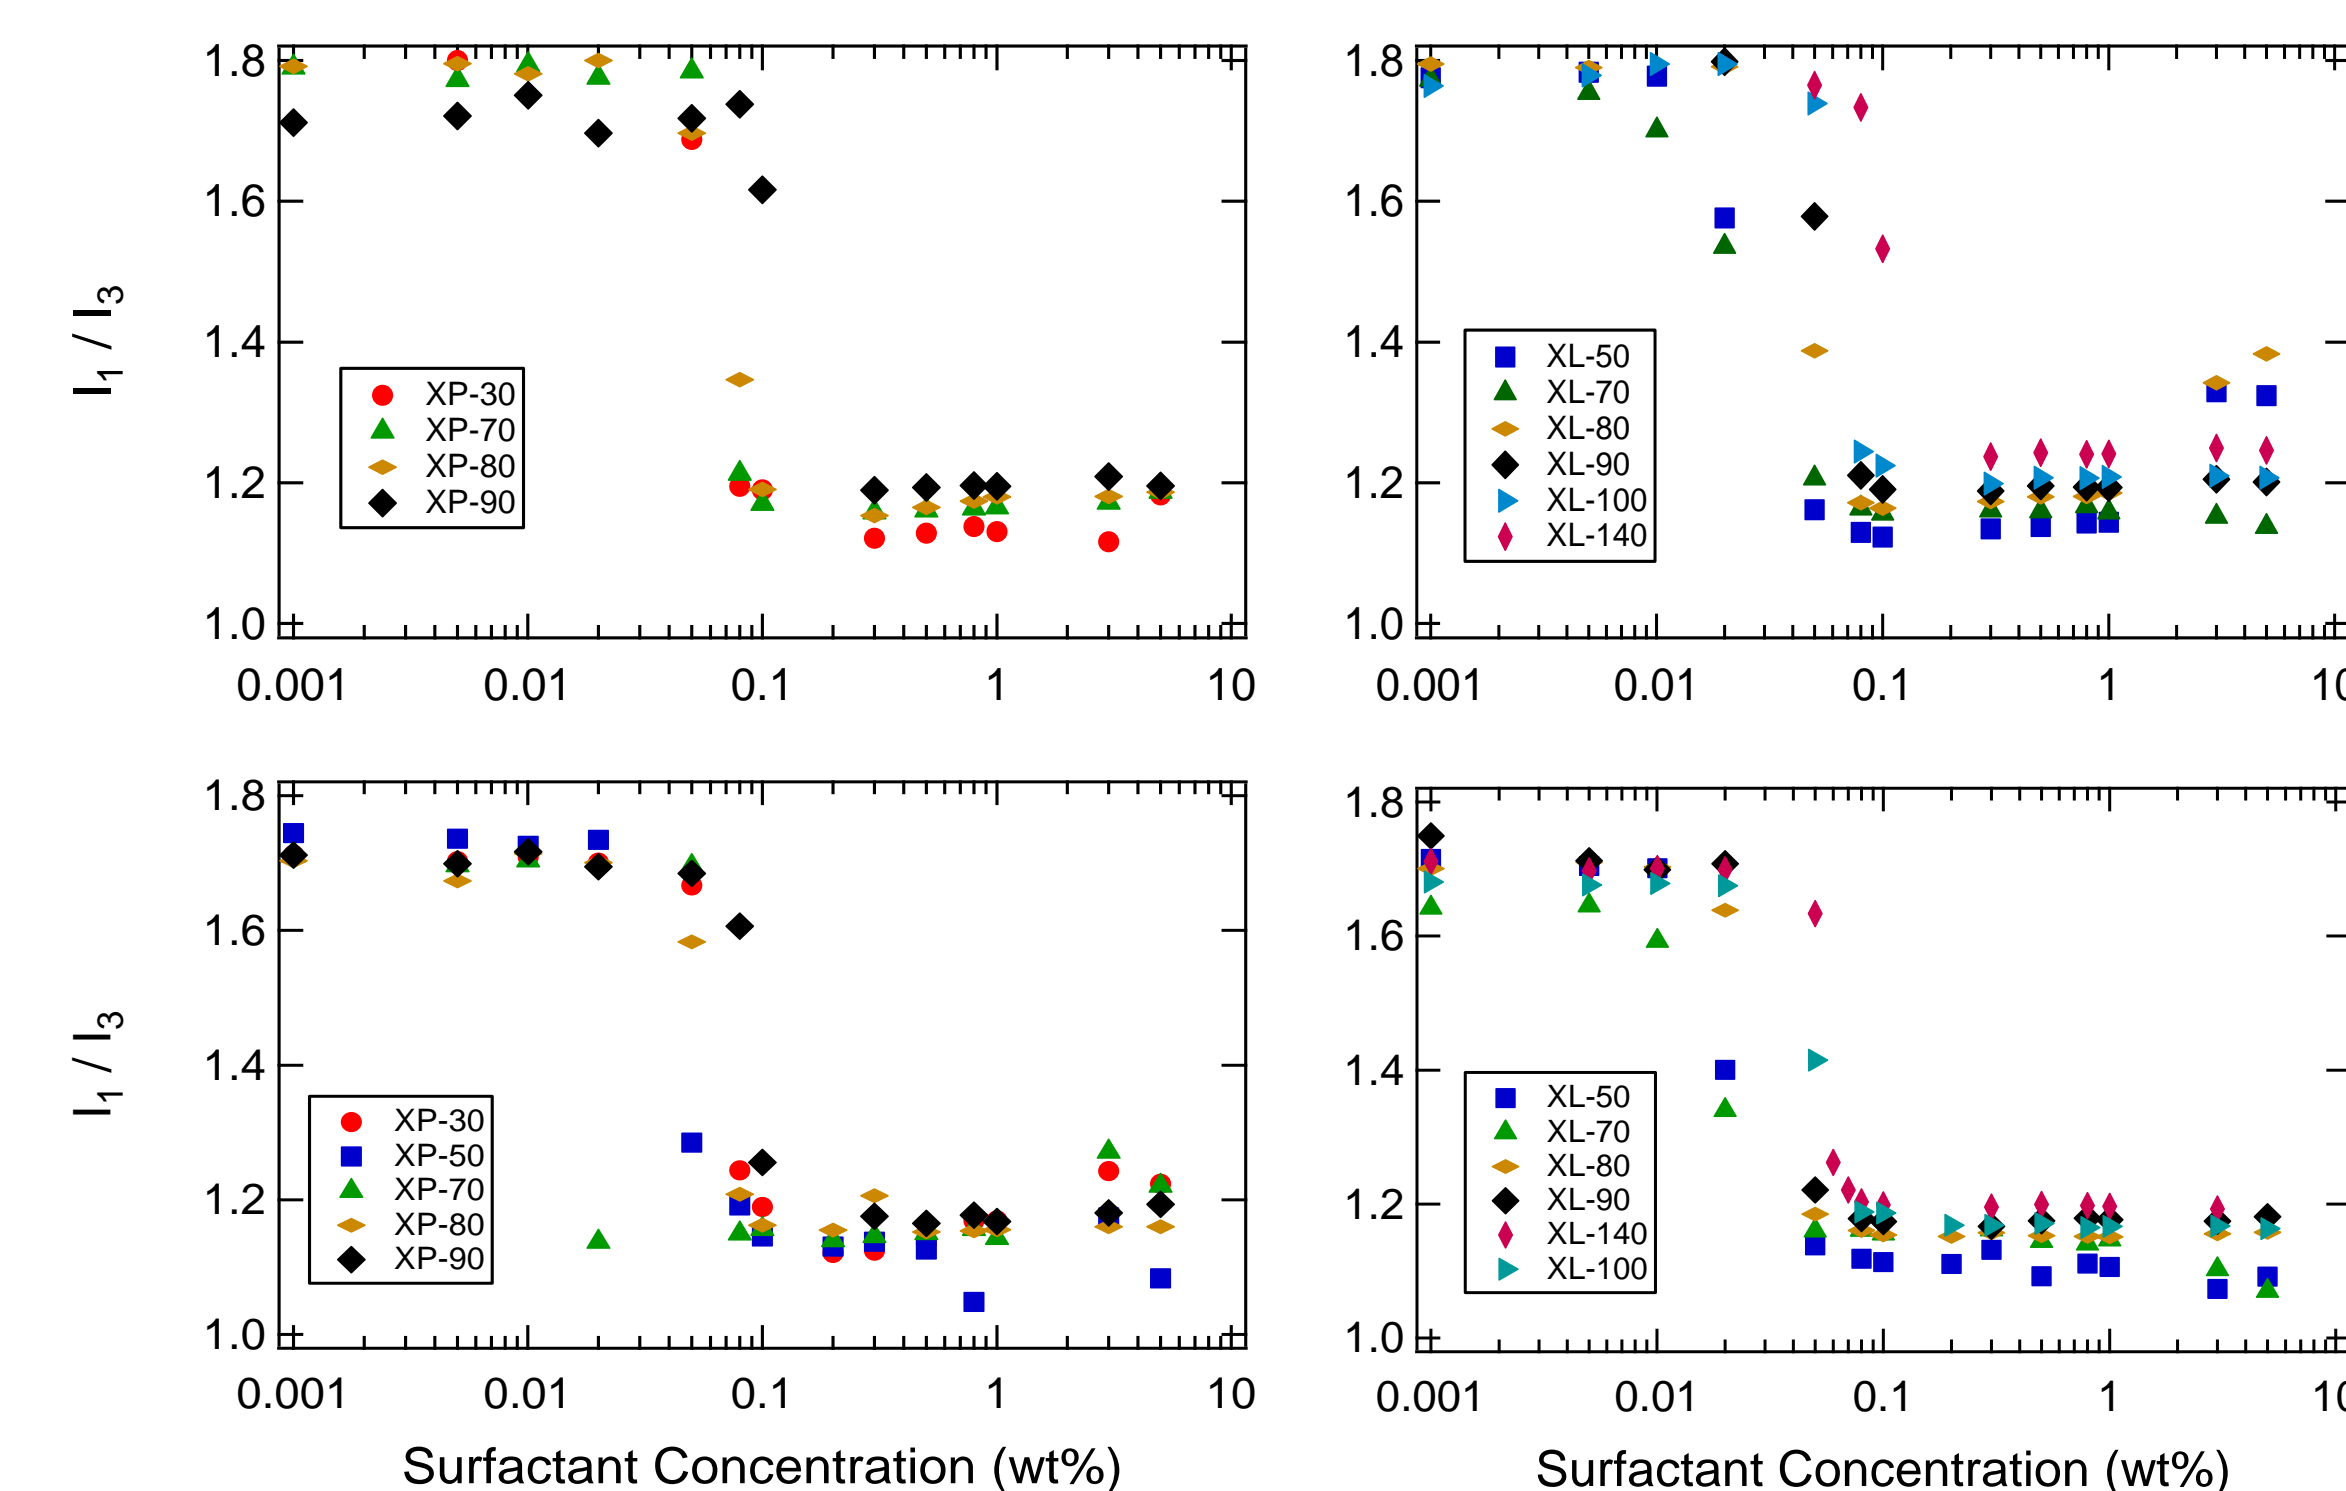 1.8
1.6
1.4
1.2
1.0
I1 / I3
XP-30
XP-70
XP-80
XP-90
0.001 0.01 0.1 1 10
1.8
1.6
1.4
1.2
1.0
XL-50
XL-70
XL-80
XL-90
XL-100
XL-140
0.001 0.01 0.1 1 10
1.8
1.6
1.4
1.2
1.0
I1 / I3
XP-30
XP-50
XP-70
XP-80
XP-90
0.001 0.01 0.1 1 10
Surfactant Concentration (wt%)
1.8
1.6
1.4
1.2
1.0
XL-50
XL-70
XL-80
XL-90
XL-140
XL-100
0.001 0.01 0.1 1 10
Surfactant Concentration (wt%)